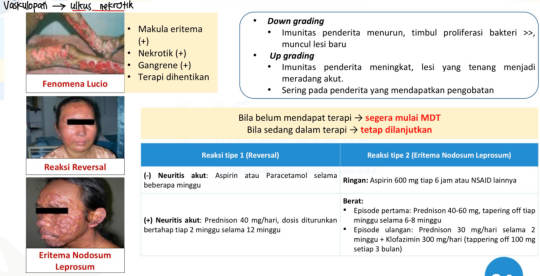 Vaskulopati → ulkus nekrotik
• Makula eritema (+)
• Nekrotik (+)
• Gangrene (+)
• Terapi dihentikan
Fenomena Lucio
Reaksi Reversal
Eritema Nodosum
Leprosum
• Down grading
• Imunitas penderita menurun, timbul proliferasi bakteri >>,
muncul lesi baru
• Up grading
• Imunitas penderita meningkat, lesi yang tenang menjadi
meradang akut.
• Sering pada penderita yang mendapatkan pengobatan
Bila belum mendapat terapi → segera mulai MDT
Bila sedang dalam terapi → tetap dilanjutkan
Reaksi tipe 1 (Reversal)
Reaksi tipe 2 (Eritema Nodosum Leprosum)
(-) Neuritis akut: Aspirin atau Paracetamol selama
beberapa minggu
Ringan: Aspirin 600 mg tiap 6 jam atau NSAID lainnya
(+) Neuritis akut: Prednison 40 mg/hari, dosis diturunkan
bertahap tiap 2 minggu selama 12 minggu
Berat:
• Episode pertama: Prednison 40-60 mg, tapering off tiap
minggu selama 6-8 minggu
• Episode ulangan: Prednison 30 mg/hari selama 2
minggu + Klofazimin 300 mg/hari (tappering off 100 mg
setiap 3 bulan)